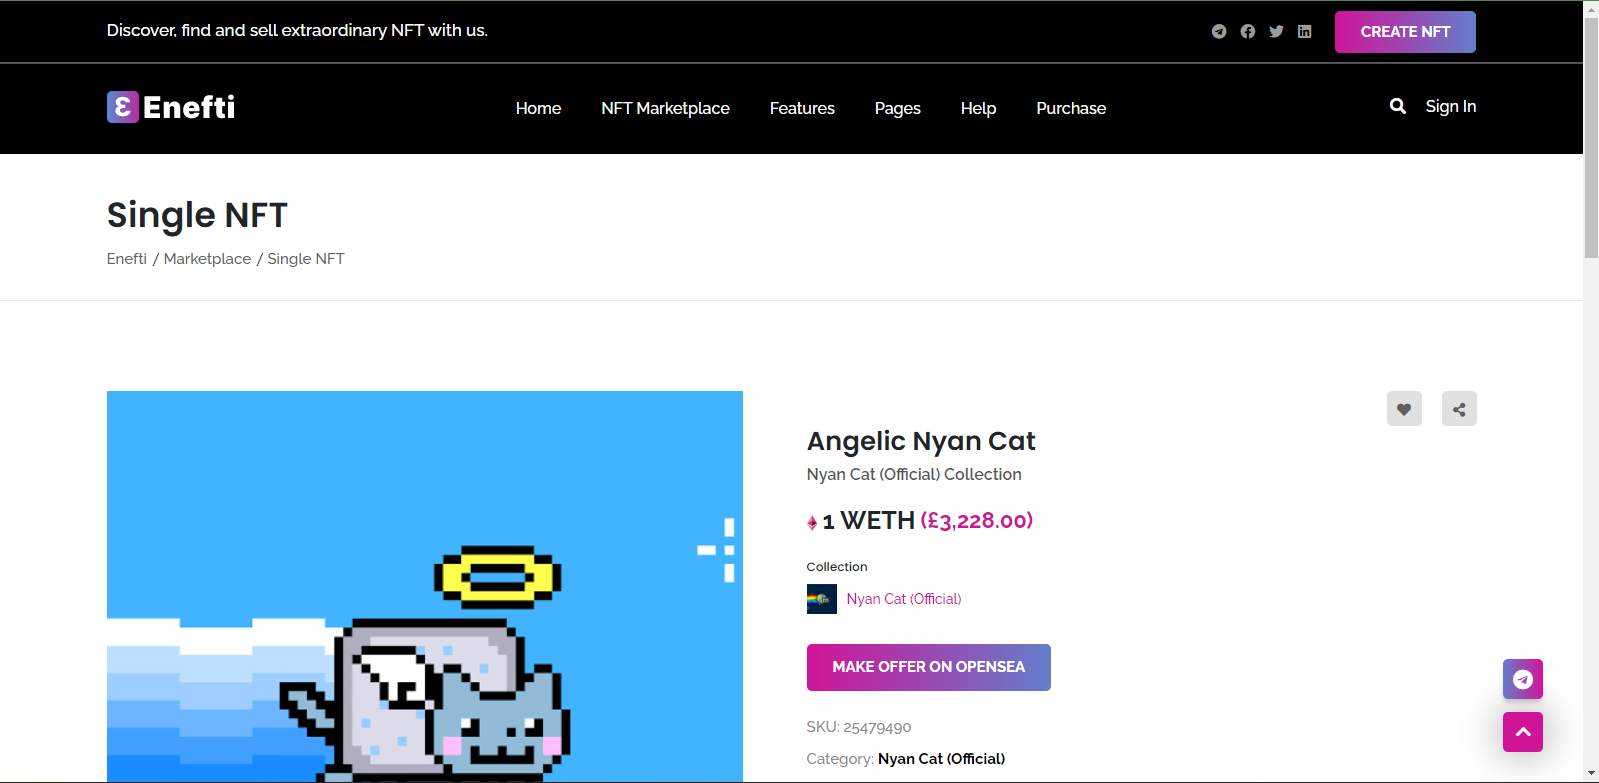 Discover, find and sell extraordinary NFT with us.
CREATE NFT
Enefti
Home NFT Marketplace Features Pages Help Purchase
Sign In
Single NFT
Enefti / Marketplace / Single NFT
Angelic Nyan Cat
Nyan Cat (Official) Collection
1 WETH (£3,228.00)
Collection
Nyan Cat (Official)
MAKE OFFER ON OPENSEA
SKU: 25479490
Category: Nyan Cat (Official)